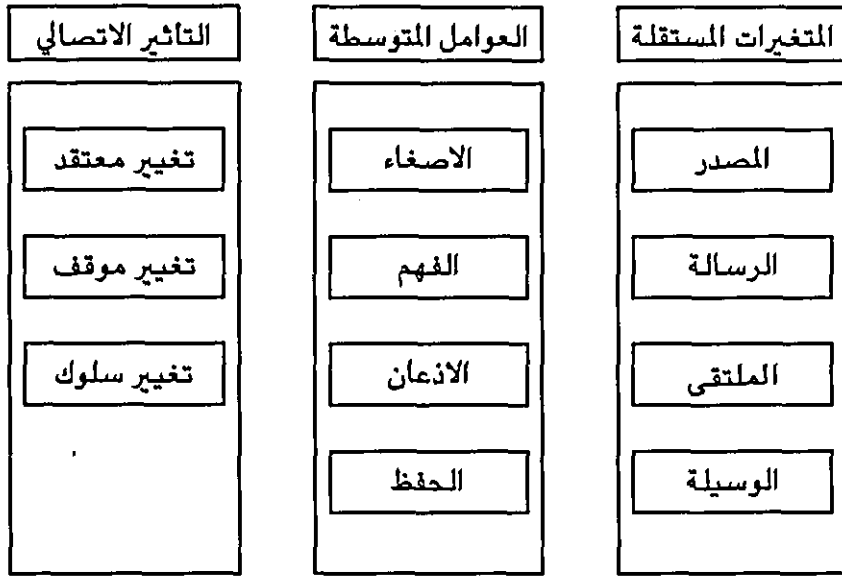 المتغيرات المستقلة
المصدر
الرسالة
الملتقى
الوسيلة
العوامل المتوسطة
الاصغاء
الفهم
الاذعان
الحفظ
التأثير الاتصالي
تغيير معتقد
تغيير موقف
تغيير سلوك